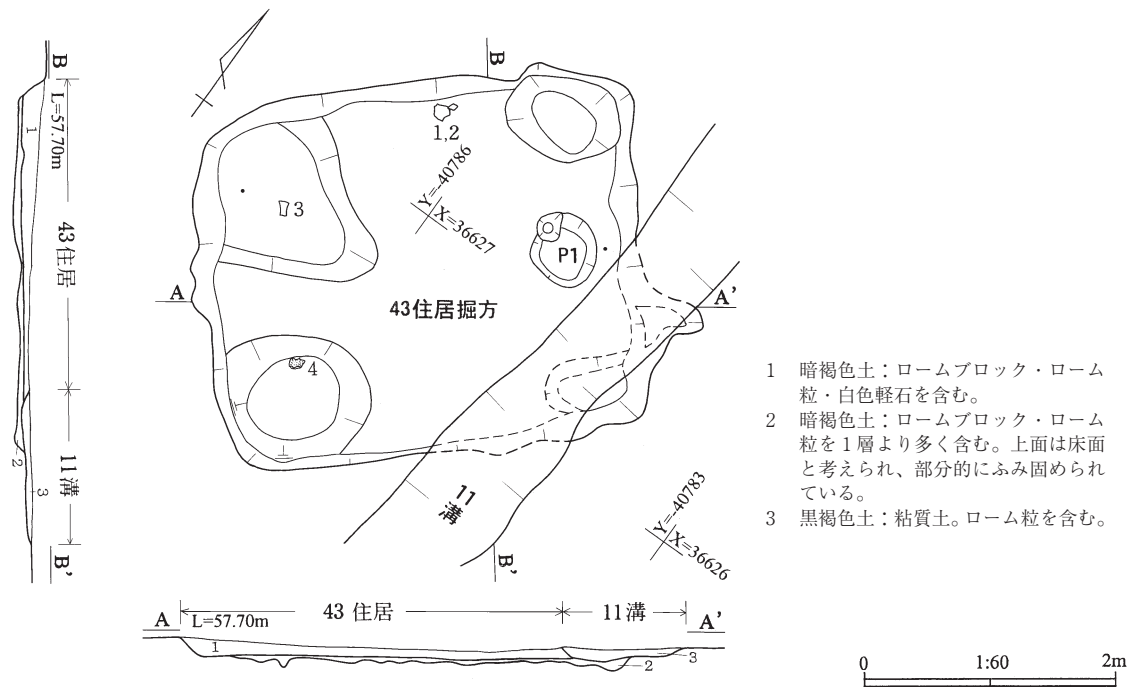 B
L=57.70m
1
43住居
2
11溝
3
B'
B
1,2
Y=-40786
X=36627
3
P1
A
A'
43住居掘方
4
11
溝
Y=-40783
X=36626
B'
1 暗褐色土：ロームブロック・ローム
粒・白色軽石を含む。
2 暗褐色土：ロームブロック・ローム
粒を１層より多く含む。上面は床面
と考えられ、部分的にふみ固められ
ている。
3 黒褐色土：粘質土。ローム粒を含む。
A
L=57.70m
43 住居
11溝
A'
1
2
3
0 1:60 2m